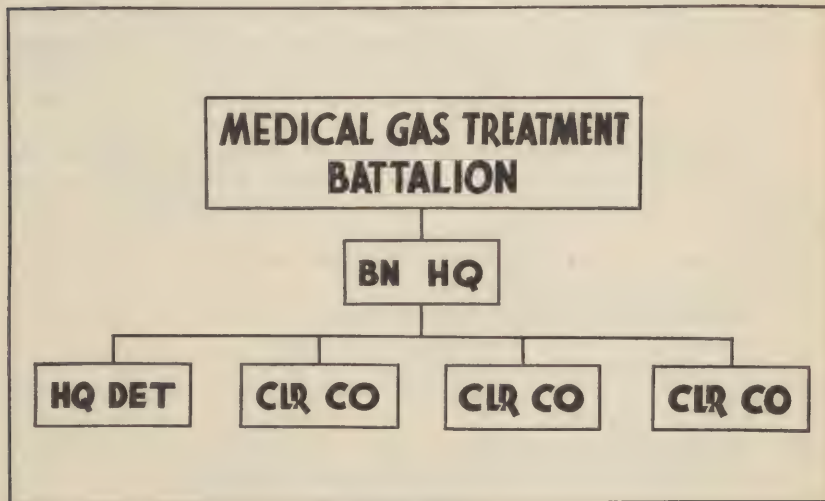 MEDICAL GAS TREATMENT
BATTALION
BN HQ
HQ DET
CLR CO
CLR CO
CLR CO